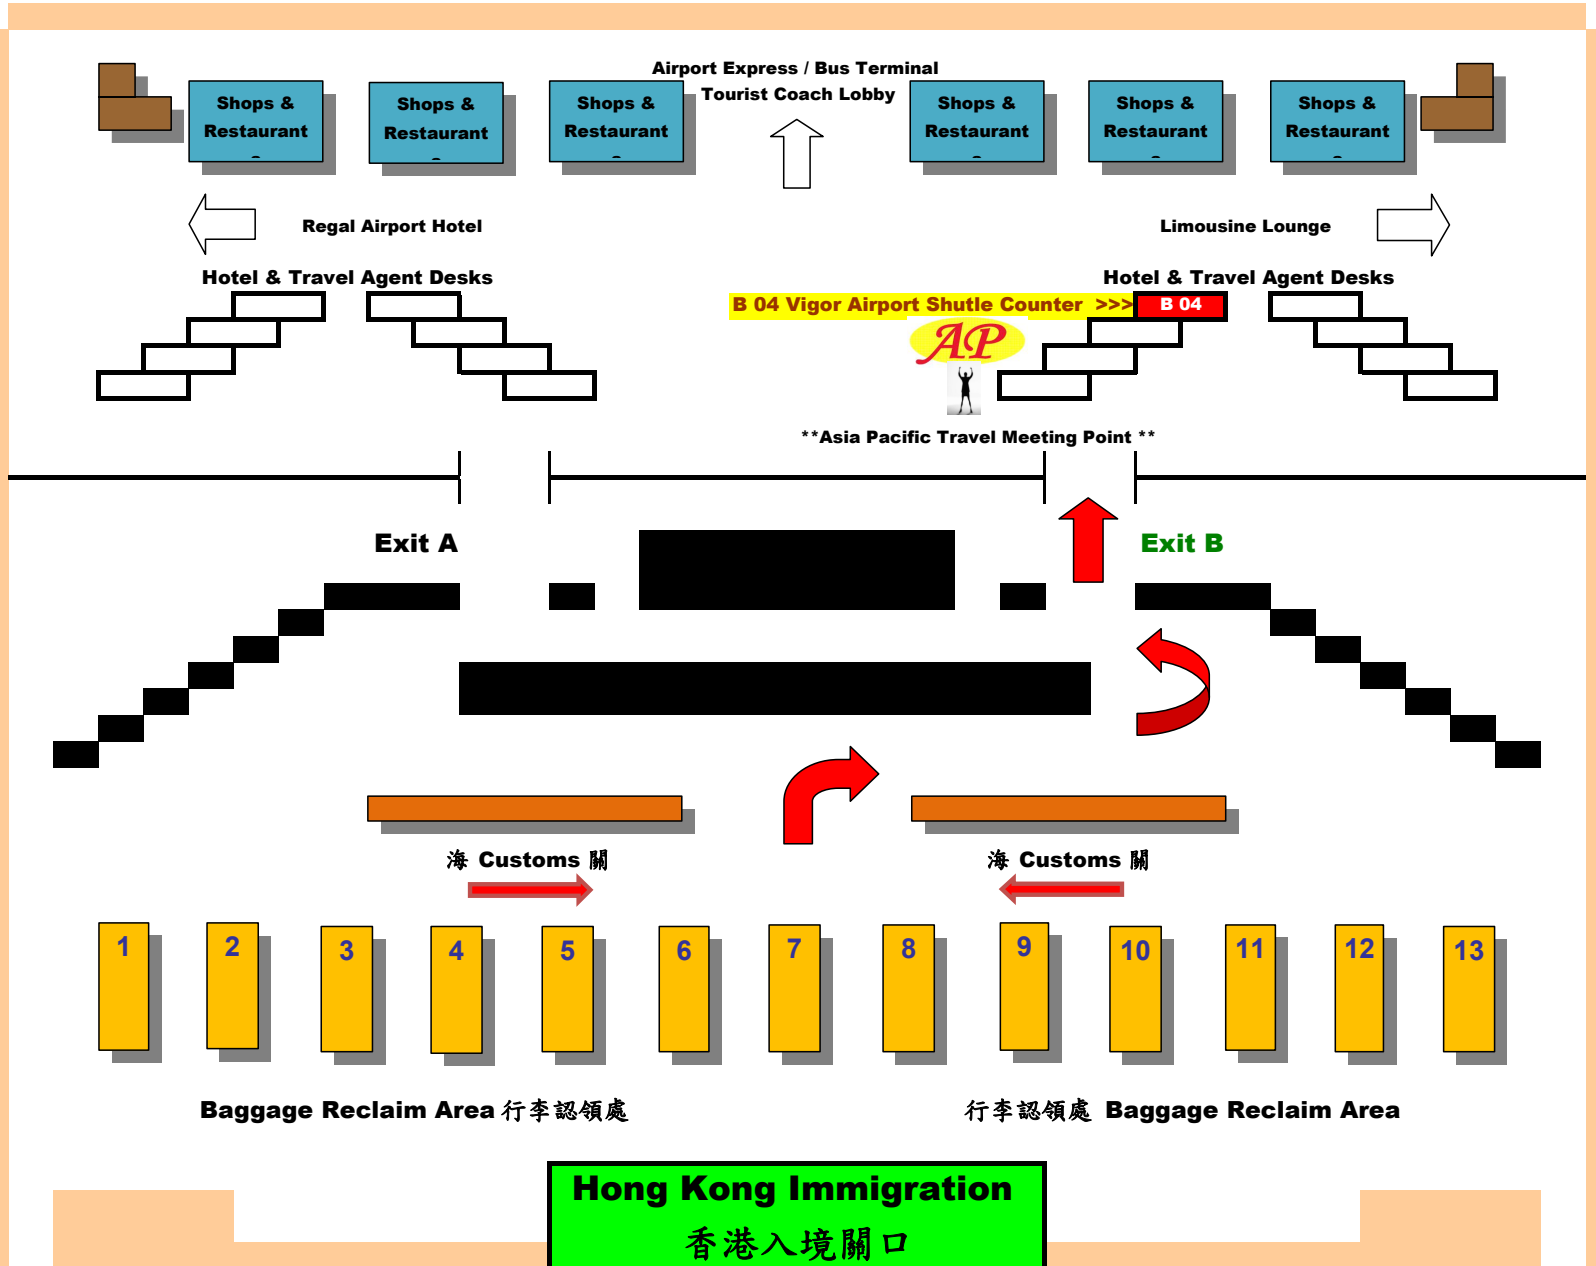 Airport Express / Bus Terminal
Tourist Coach Lobby
Shops &
Restaurant
Shops &
Restaurant
Shops &
Restaurant
Shops &
Restaurant
Shops &
Restaurant
Shops &
Restaurant
Regal Airport Hotel
Limousine Lounge
Hotel & Travel Agent Desks
Hotel & Travel Agent Desks
B 04 Vigor Airport Shutle Counter >>>
B 04
AP
**Asia Pacific Travel Meeting Point **
Exit A
Exit B
海 Customs 關
海 Customs 關
1 2 3 4 5 6 7 8 9 10 11 12 13
Baggage Reclaim Area 行李認領處
行李認領處 Baggage Reclaim Area
Hong Kong Immigration
香港入境關口